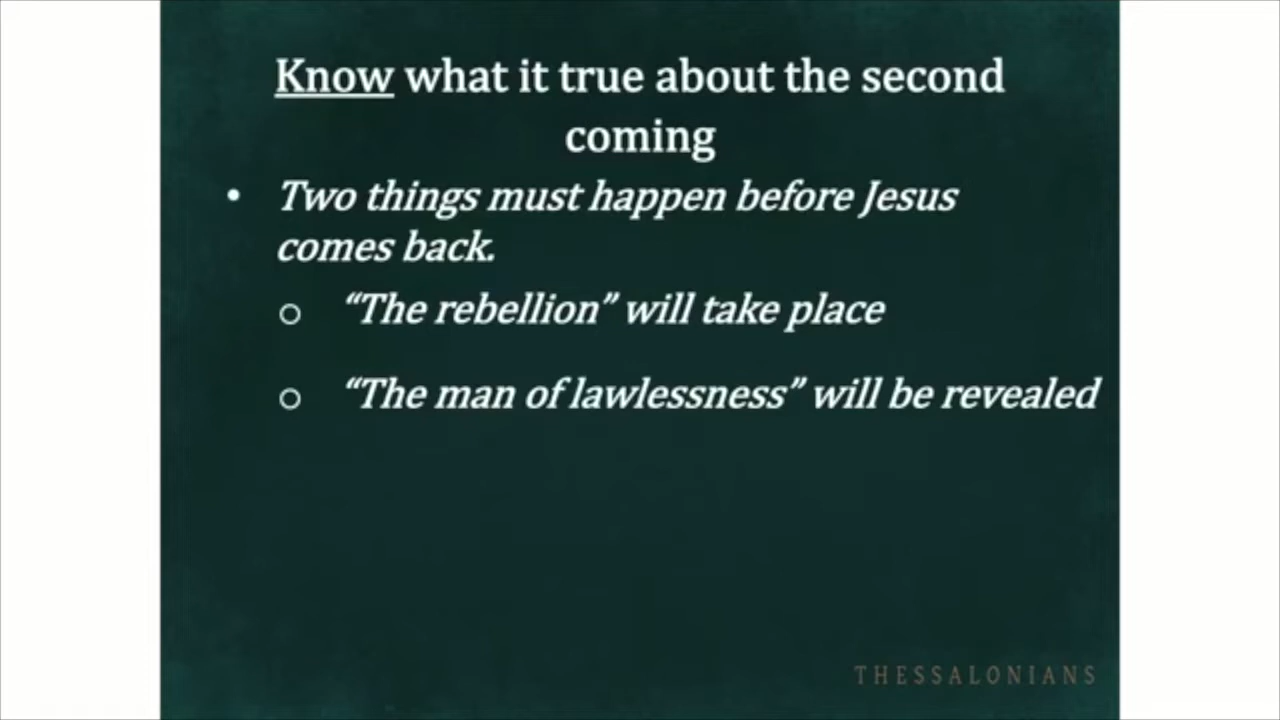 Know what it true about the second
coming
• Two things must happen before Jesus
comes back.
o “The rebellion” will take place
o “The man of lawlessness” will be revealed
THESSALONIANS